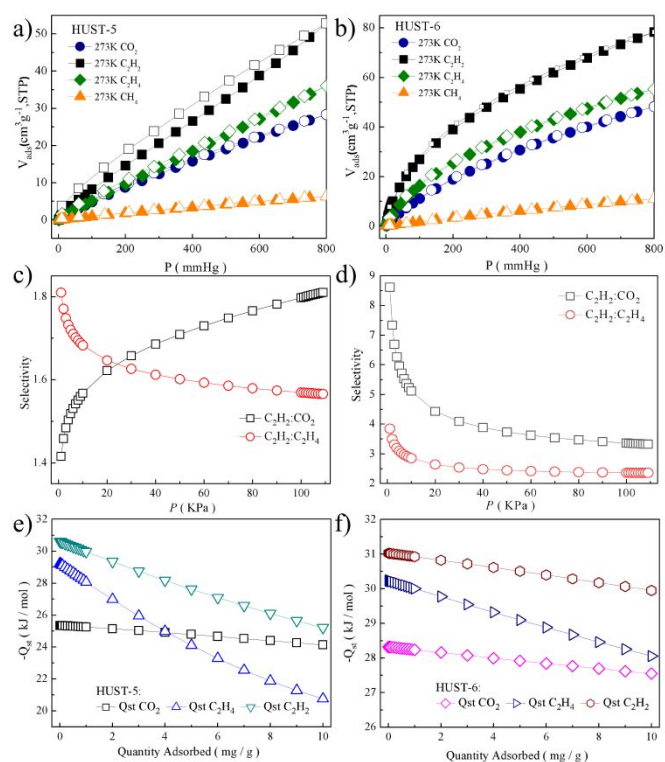 a)
HUST-5
273K CO₂
273K C₂H₂
273K C₂H₄
273K CH₄
V_ads(cm³g⁻¹,STP)
50
40
30
20
10
0
0 200 400 600 800
P ( mmHg )
b)
HUST-6
273K CO₂
273K C₂H₂
273K C₂H₄
273K CH₄
V_ads(cm³g⁻¹,STP)
80
60
40
20
0
0 200 400 600 800
P ( mmHg )
c)
Selectivity
1.8
1.6
1.4
C₂H₂:CO₂
C₂H₂:C₂H₄
0 20 40 60 80 100
P ( KPa )
d)
Selectivity
9
8
7
6
5
4
3
2
C₂H₂:CO₂
C₂H₂:C₂H₄
0 20 40 60 80 100
P ( KPa )
e)
-Q_st ( kJ / mol )
32
30
28
26
24
22
20
HUST-5:
Qst CO₂ Qst C₂H₄ Qst C₂H₂
0 2 4 6 8 10
Quantity Adsorbed ( mg / g )
f)
-Q_st ( kJ / mol )
32
31
30
29
28
27
26
HUST-6:
Qst CO₂ Qst C₂H₄ Qst C₂H₂
0 2 4 6 8 10
Quantity Adsorbed ( mg / g )